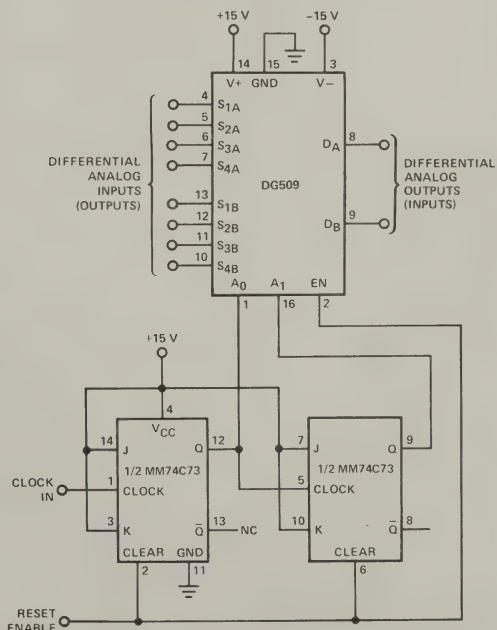 +15 V
-15 V
14
15
3
V+
GND
V−
4
S1A
5
S2A
6
S3A
7
S4A
8
DA
DIFFERENTIAL
ANALOG
INPUTS
(OUTPUTS)
DG509
DIFFERENTIAL
ANALOG
OUTPUTS
(INPUTS)
13
S1B
12
S2B
11
S3B
10
S4B
9
DB
A0
A1
EN
1
16
2
+15 V
4
VCC
14
J
Q
12
1/2 MM74C73
CLOCK
IN
1
CLOCK
3
K
Q̄
13
NC
CLEAR
GND
2
11
7
J
Q
9
1/2 MM74C73
5
CLOCK
10
K
Q̄
8
CLEAR
6
RESET
ENABLE